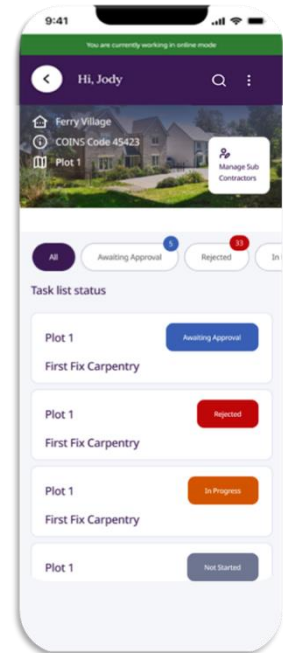 9:41
You are currently working in online mode
Hi, Jody
Ferry Village
COINS Code 45423
Plot 1
Manage Sub
Contractors
5
33
All
Awaiting Approval
Rejected
In
Task list status
Plot 1
Awaiting Approval
First Fix Carpentry
Plot 1
Rejected
First Fix Carpentry
Plot 1
In Progress
First Fix Carpentry
Plot 1
Not Started